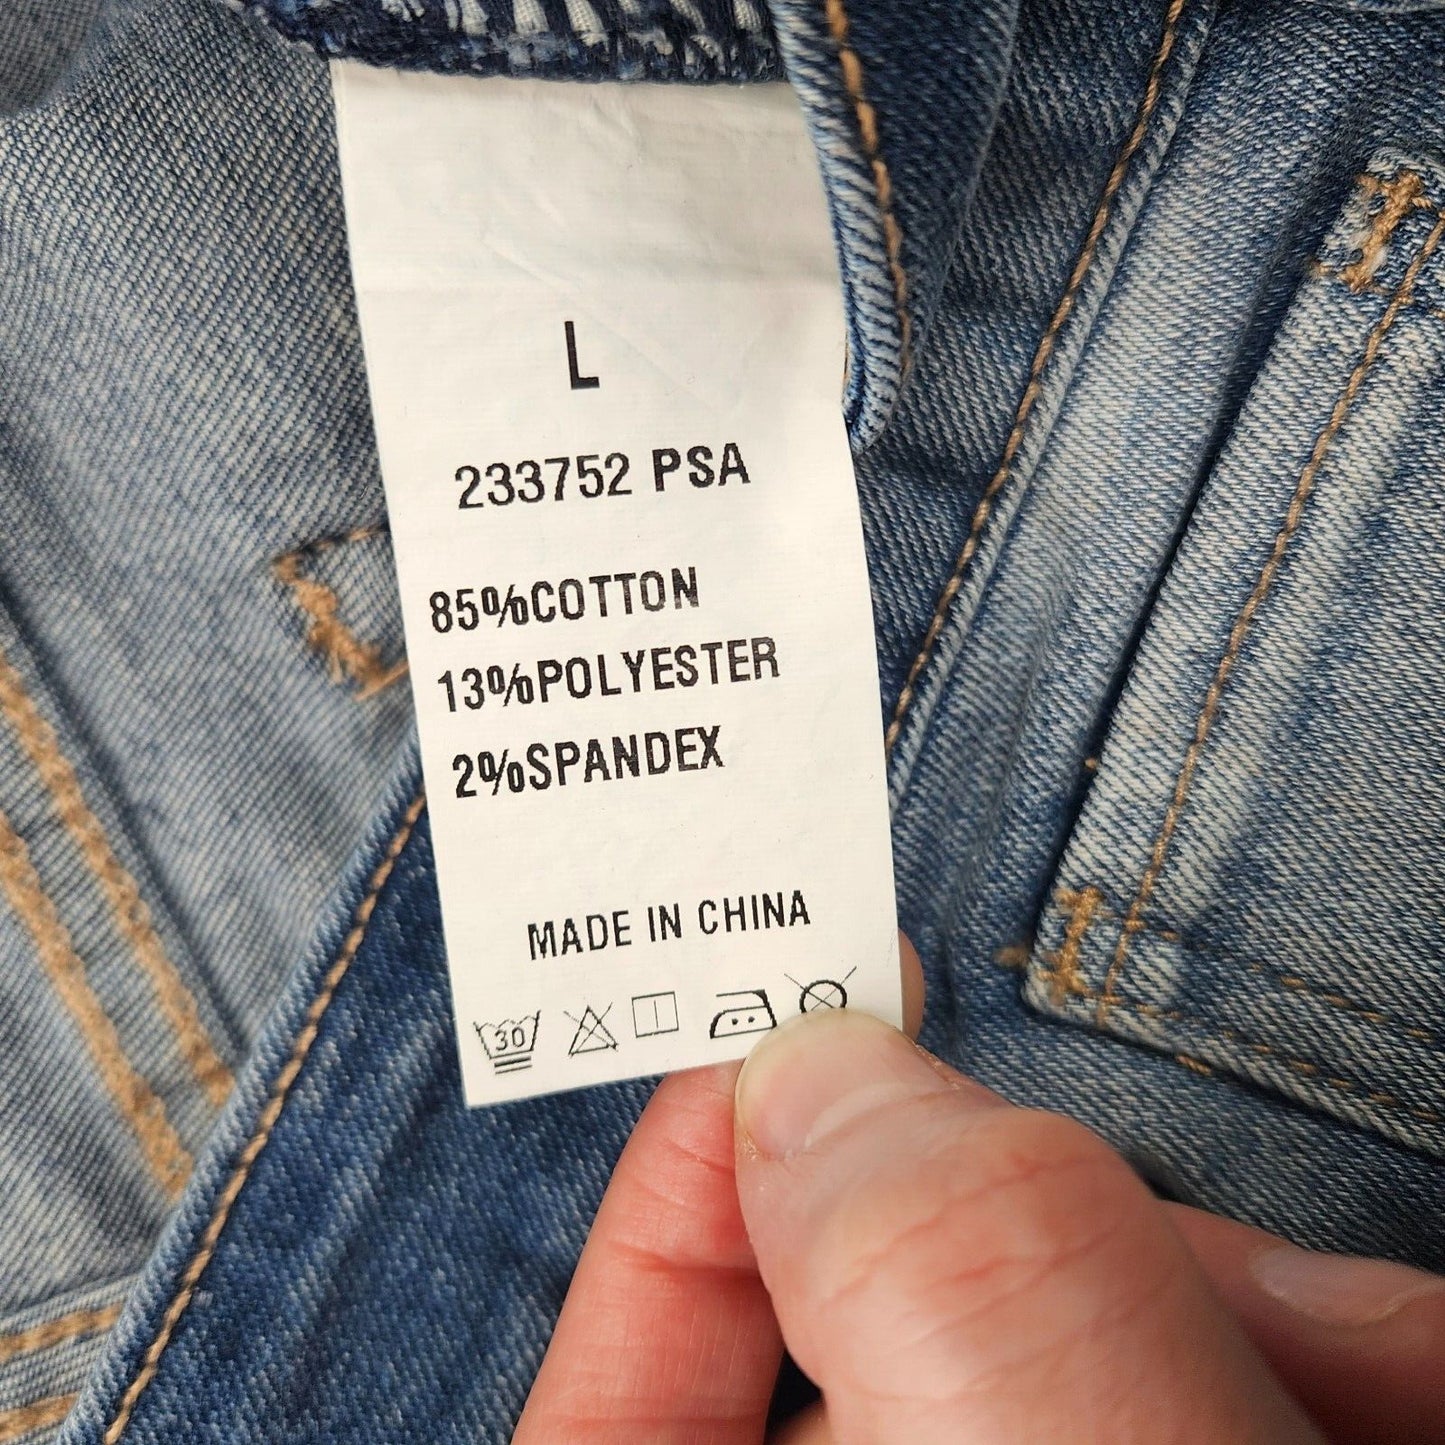 L
233752 PSA
85%COTTON
13%POLYESTER
2%SPANDEX
MADE IN CHINA
30